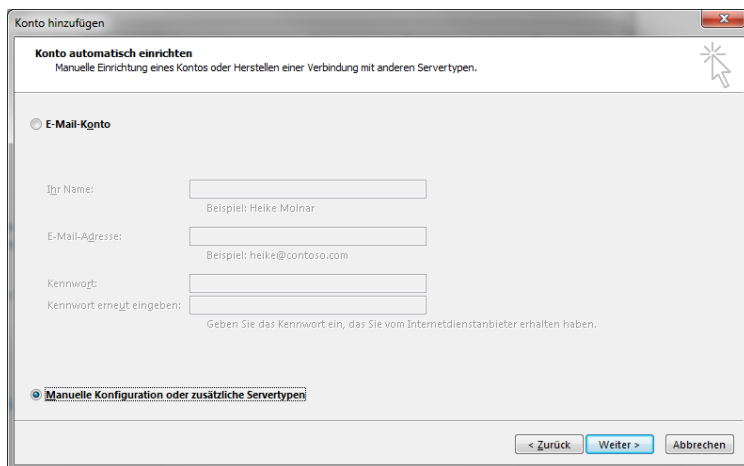 Konto hinzufügen
Konto automatisch einrichten
Manuelle Einrichtung eines Kontos oder Herstellen einer Verbindung mit anderen Servertypen.
E-Mail-Konto
Ihr Name:
Beispiel: Heike Molnar
E-Mail-Adresse:
Beispiel: heike@contoso.com
Kennwort:
Kennwort erneut eingeben:
Geben Sie das Kennwort ein, das Sie vom Internetdienstanbieter erhalten haben.
Manuelle Konfiguration oder zusätzliche Servertypen
< Zurück Weiter > Abbrechen